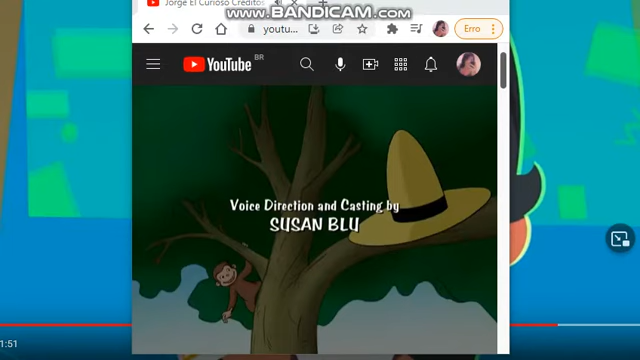 Jorge El Curioso Creditos
www.BANDICAM.com
youtu
Erro
YouTube BR
Voice Direction and Casting by
SUSAN BLU
1:51